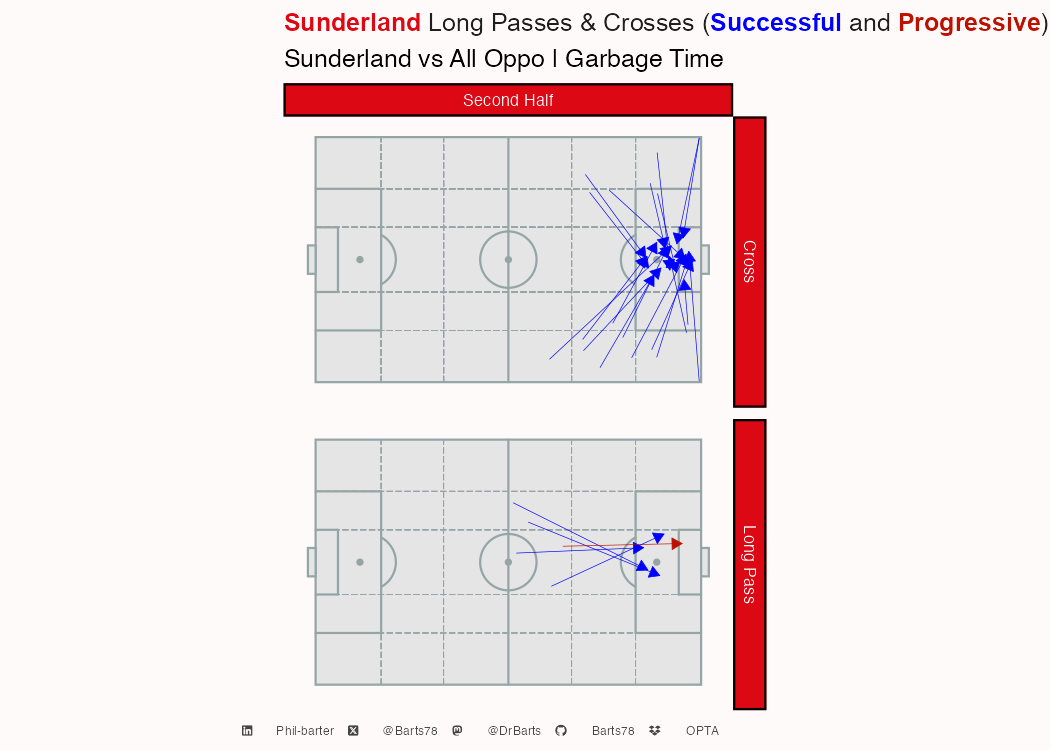 Sunderland Long Passes & Crosses (Successful and Progressive)
Sunderland vs All Oppo | Garbage Time
Second Half
Cross
Long Pass
Phil-barter @Barts78 @DrBarts Barts78 OPTA